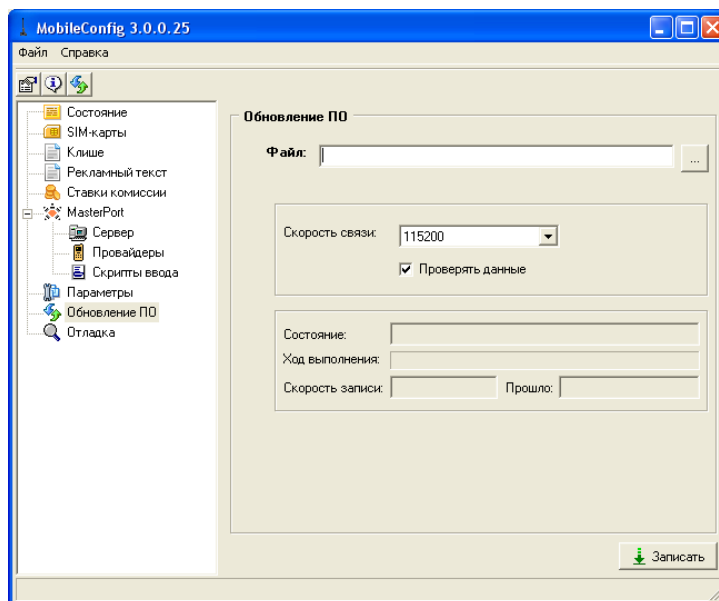 MobileConfig 3.0.0.25
Файл Справка
Состояние
SIM-карты
Клише
Рекламный текст
Ставки комиссии
MasterPort
Сервер
Провайдеры
Скрипты ввода
Параметры
Обновление ПО
Отладка
Обновление ПО
Файл:
...
Скорость связи: 115200
Проверять данные
Состояние:
Ход выполнения:
Скорость записи: Прошло:
Записать